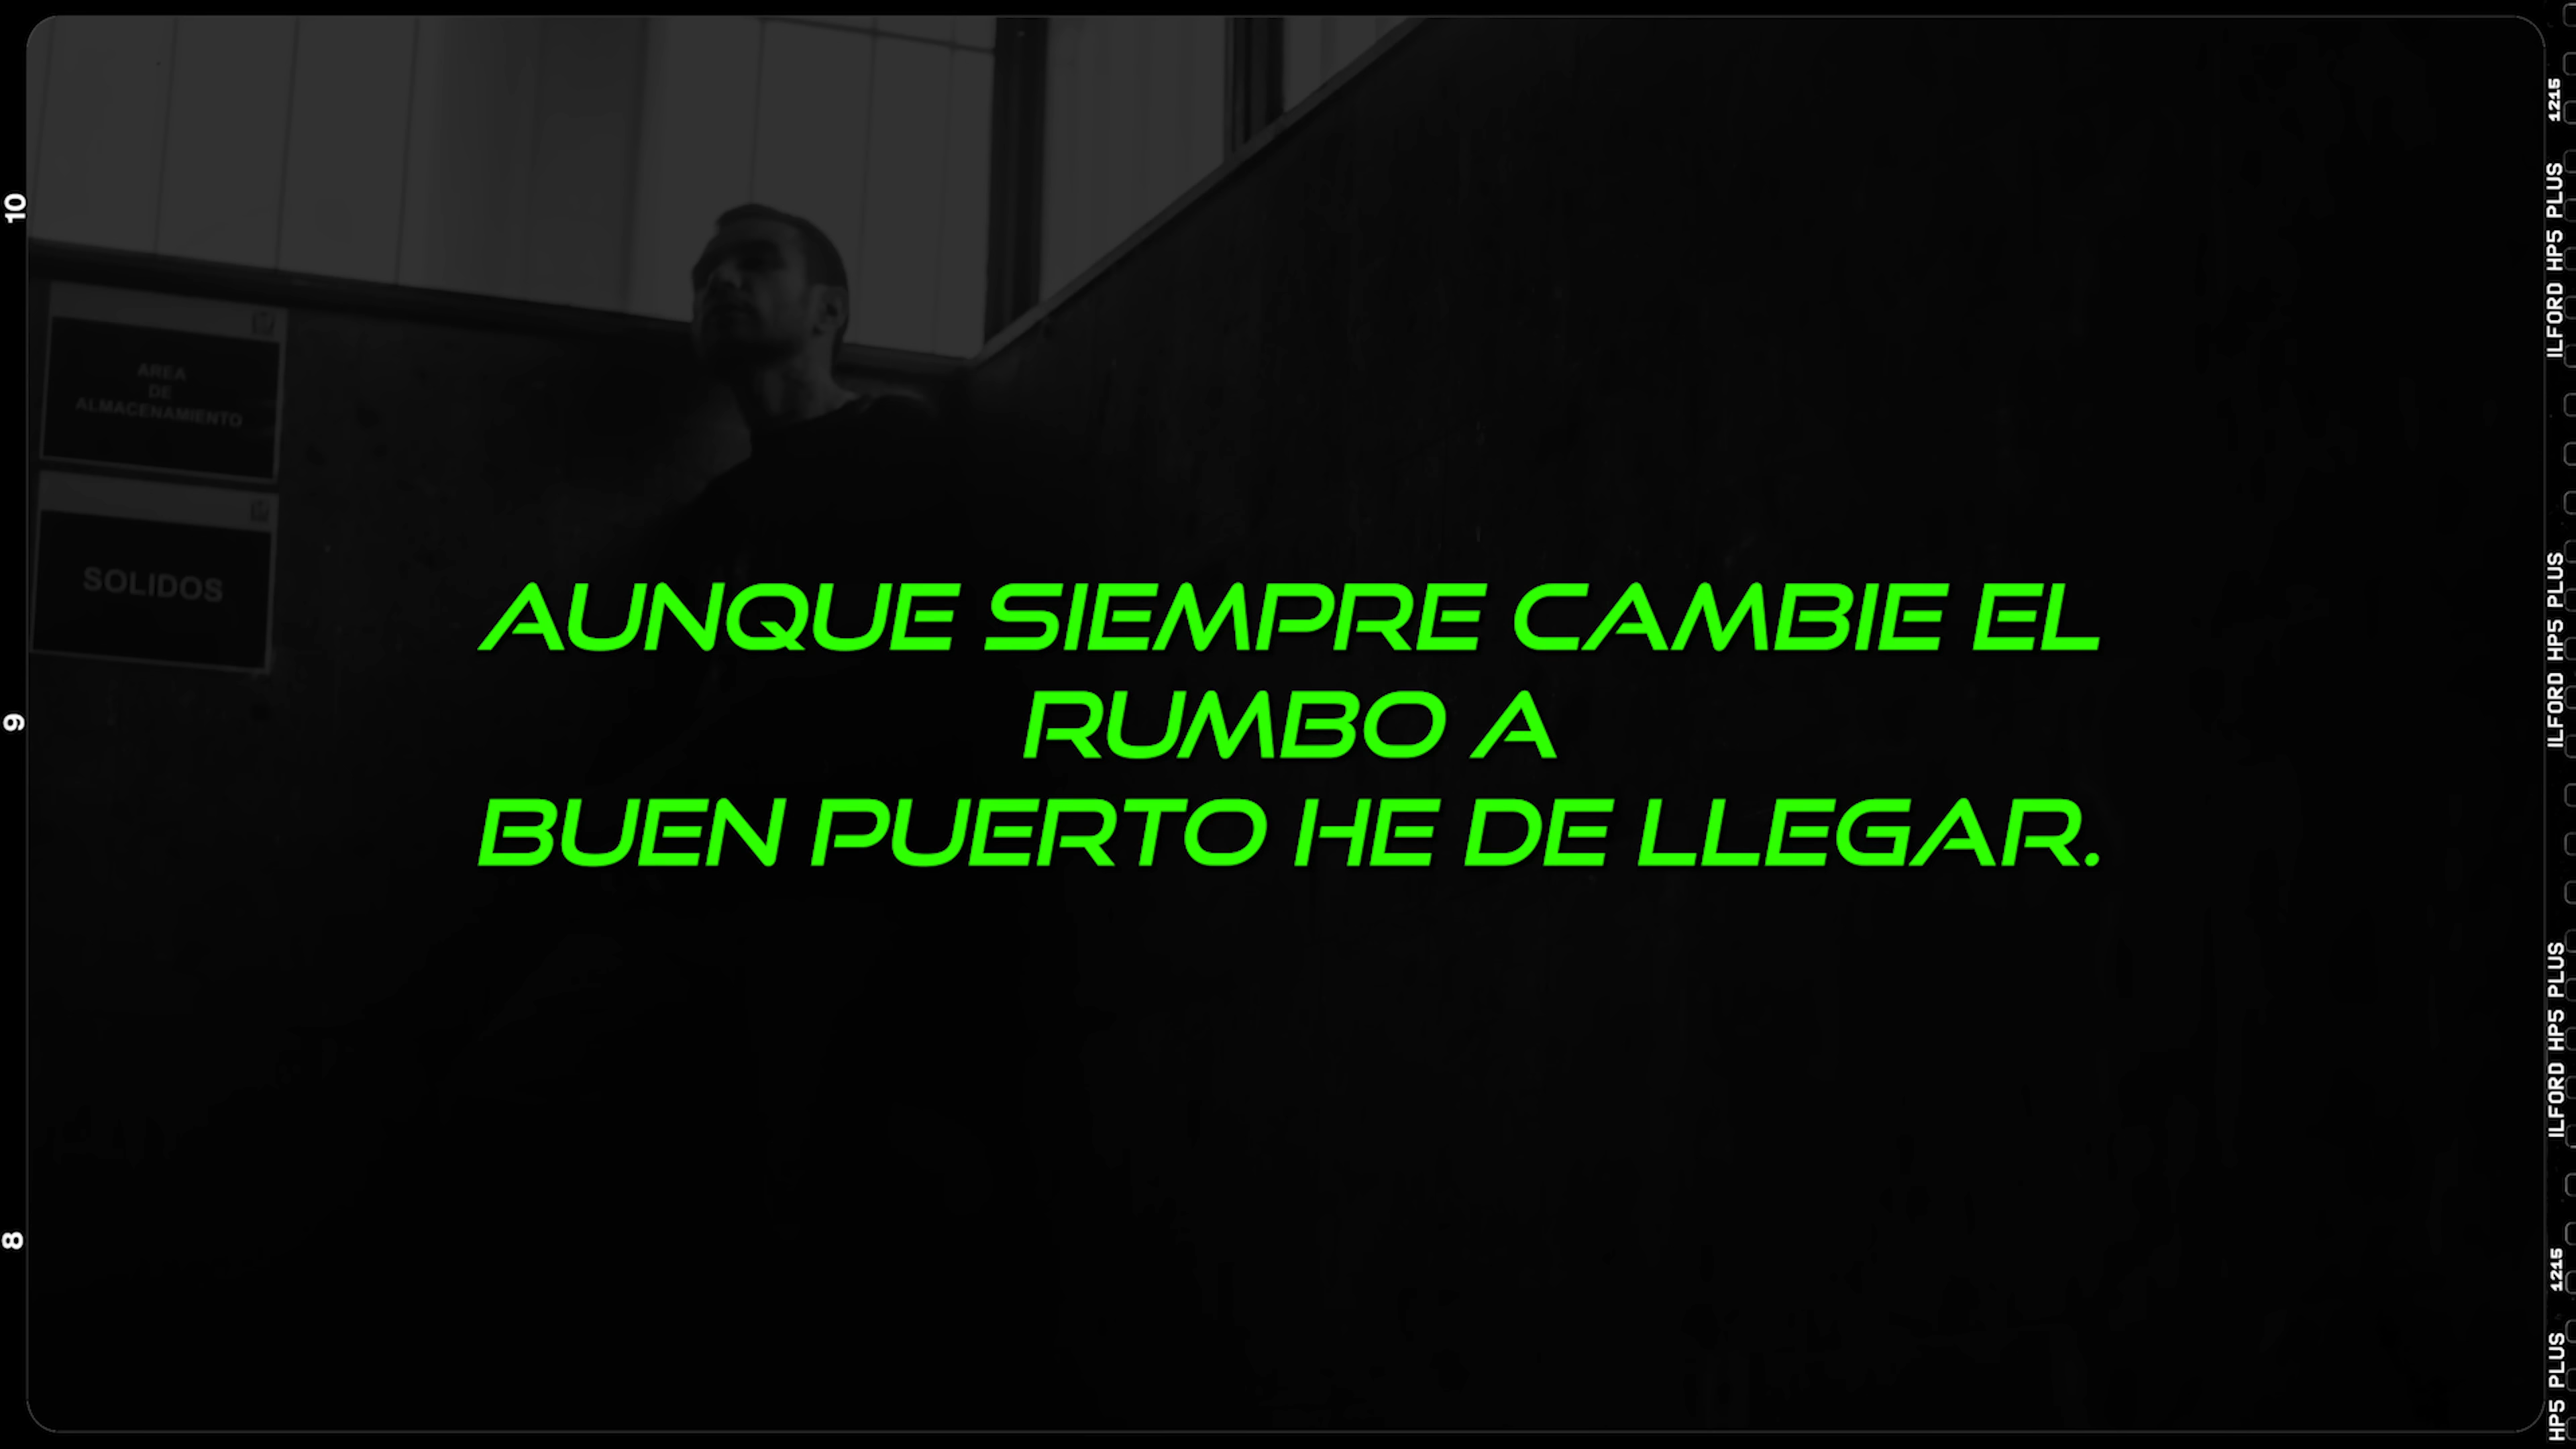 10
9
8
AREA
DE
ALMACENAMIENTO
SOLIDOS
AUNQUE SIEMPRE CAMBIE EL
RUMBO A
BUEN PUERTO HE DE LLEGAR.
1215
ILFORD HP5 PLUS
ILFORD HP5 PLUS
ILFORD HP5 PLUS
1215
HP5 PLUS